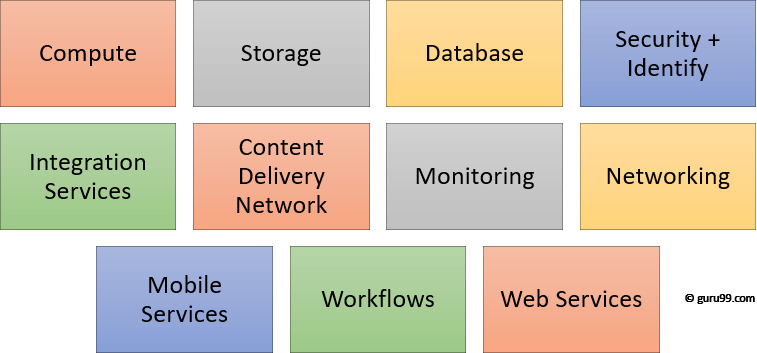 Compute
Storage
Database
Security +
Identify
Integration
Services
Content
Delivery
Network
Monitoring
Networking
Mobile
Services
Workflows
Web Services
© guru99.com